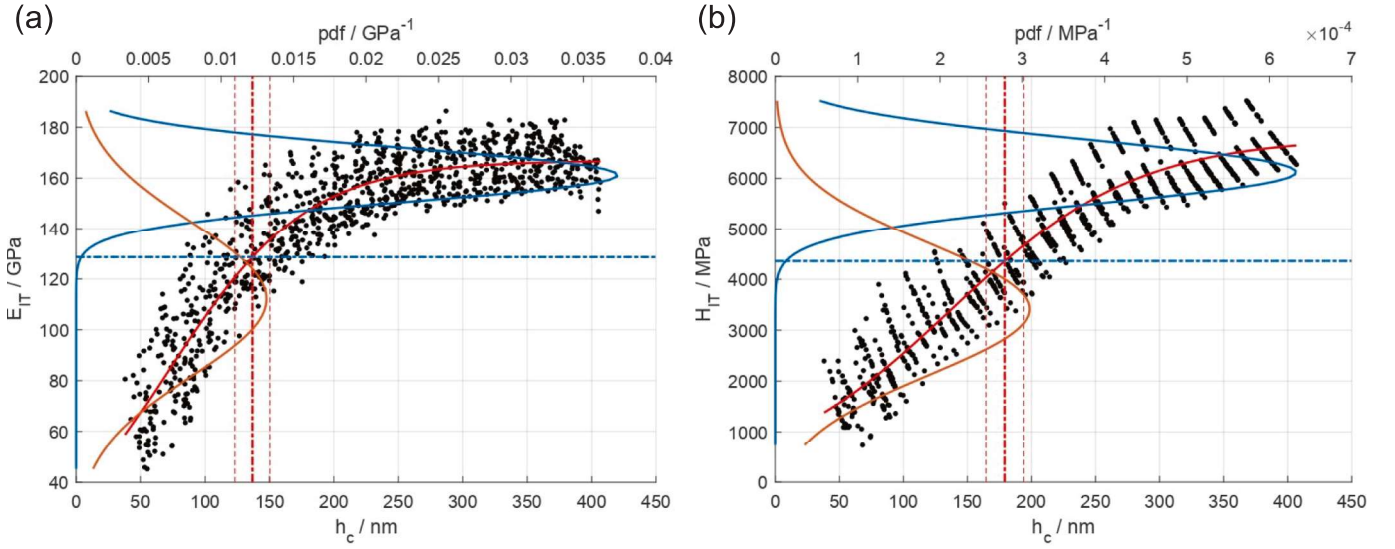 (a)
pdf / GPa⁻¹
0 0.005 0.01 0.015 0.02 0.025 0.03 0.035 0.04
200
180
160
140
120
100
80
60
40
E_IT / GPa
0 50 100 150 200 250 300 350 400 450
h_c / nm
(b)
pdf / MPa⁻¹
×10⁻⁴
0 1 2 3 4 5 6 7
8000
7000
6000
5000
4000
3000
2000
1000
0
H_IT / MPa
0 50 100 150 200 250 300 350 400 450
h_c / nm